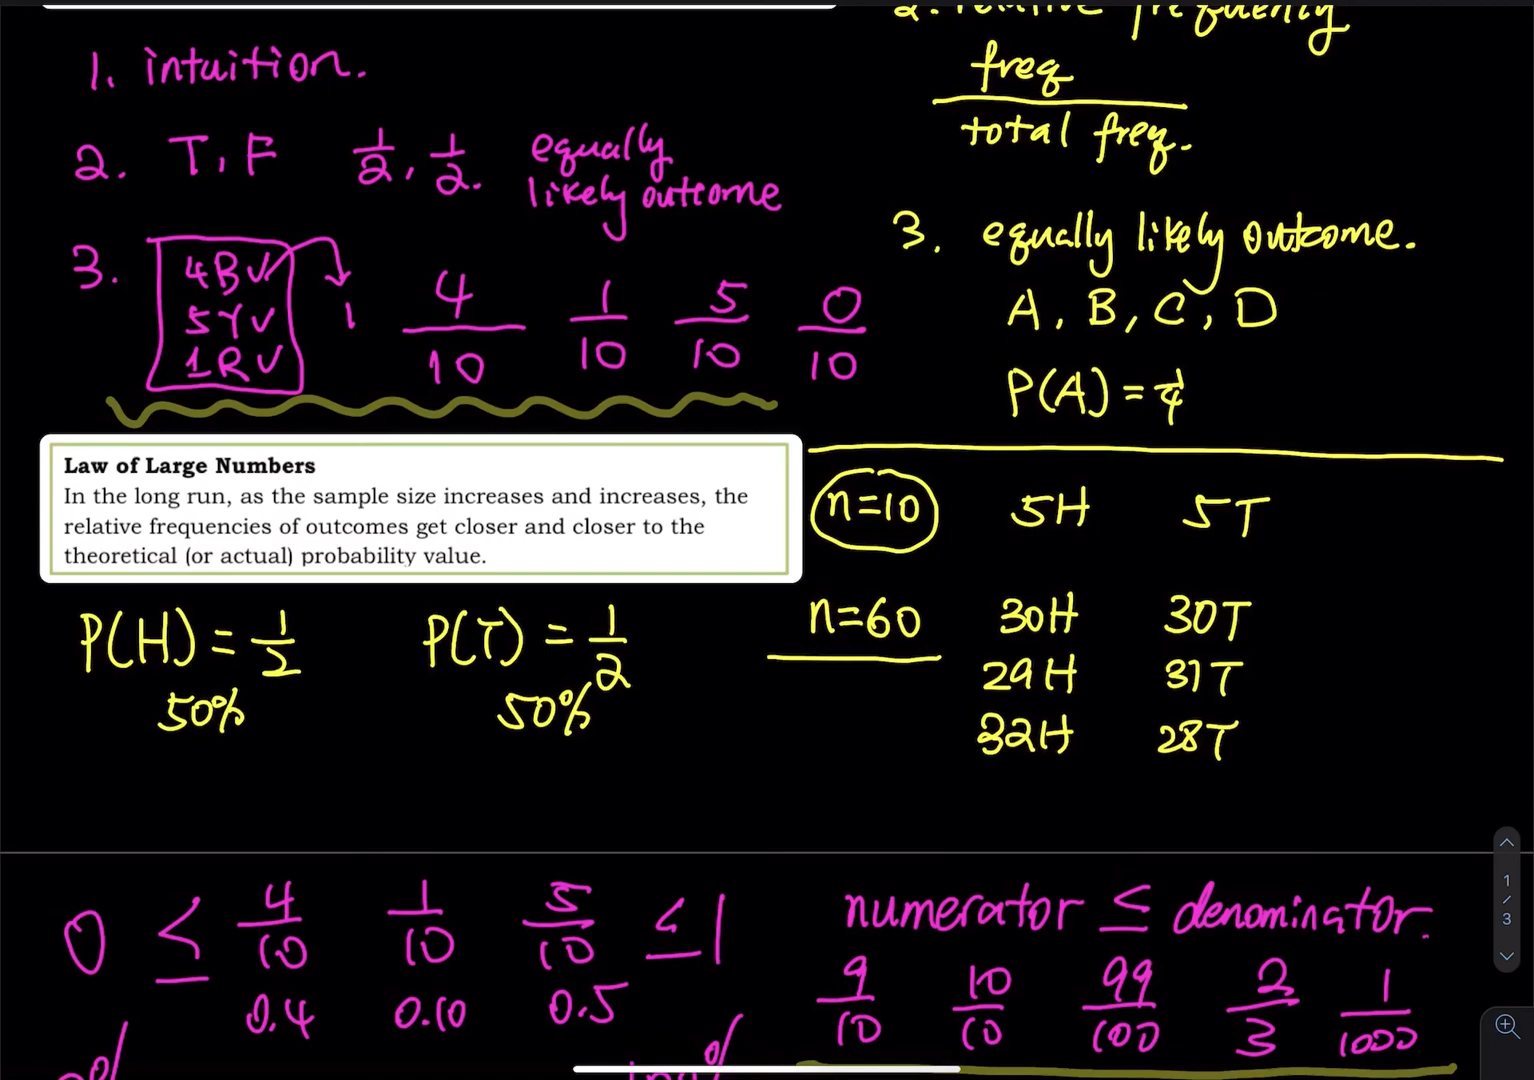 2. relative frequency
freq
total freq.
1. intuition.
2. T, F 1/2, 1/2. equally
likely outcome
3. 4B ✓ 1 4/10 1/10 5/10 0/10
5Y ✓
1R ✓
3. equally likely outcome.
A, B, C, D
P(A) = 1/4
Law of Large Numbers
In the long run, as the sample size increases and increases, the
relative frequencies of outcomes get closer and closer to the
theoretical (or actual) probability value.
P(H) = 1/2 P(T) = 1/2
50% 50%
n=10 5H 5T
n=60 30H 30T
29H 31T
32H 28T
0 ≤ 4/10 1/10 5/10 ≤ 1
0.4 0.10 0.5
numerator ≤ denominator.
9/10 10/10 99/100 2/3 1/1000
1
/
3